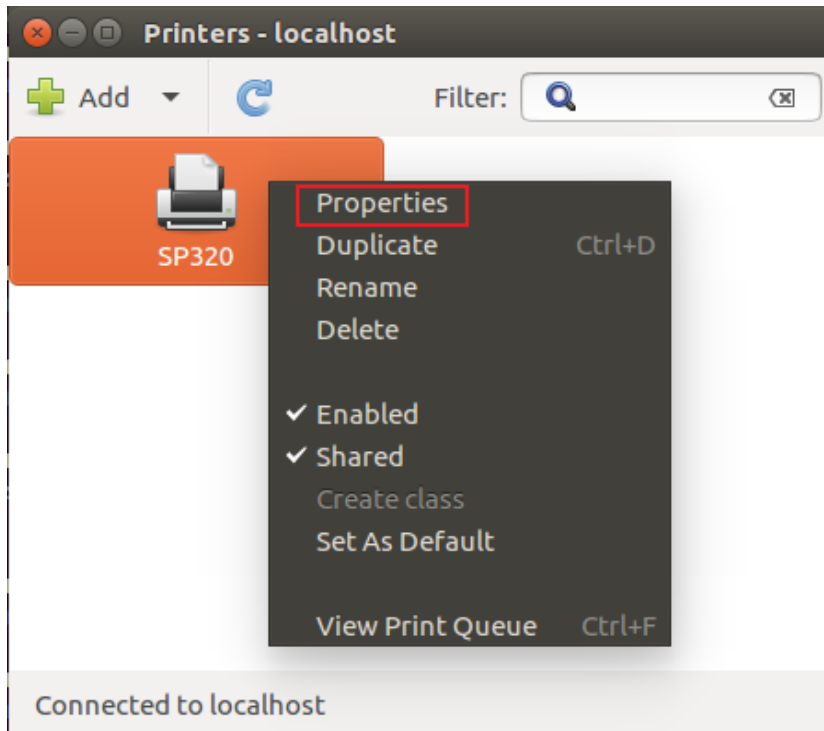 Printers - localhost
Add Filter:
SP320
Properties
Duplicate Ctrl+D
Rename
Delete
Enabled
Shared
Create class
Set As Default
View Print Queue Ctrl+F
Connected to localhost